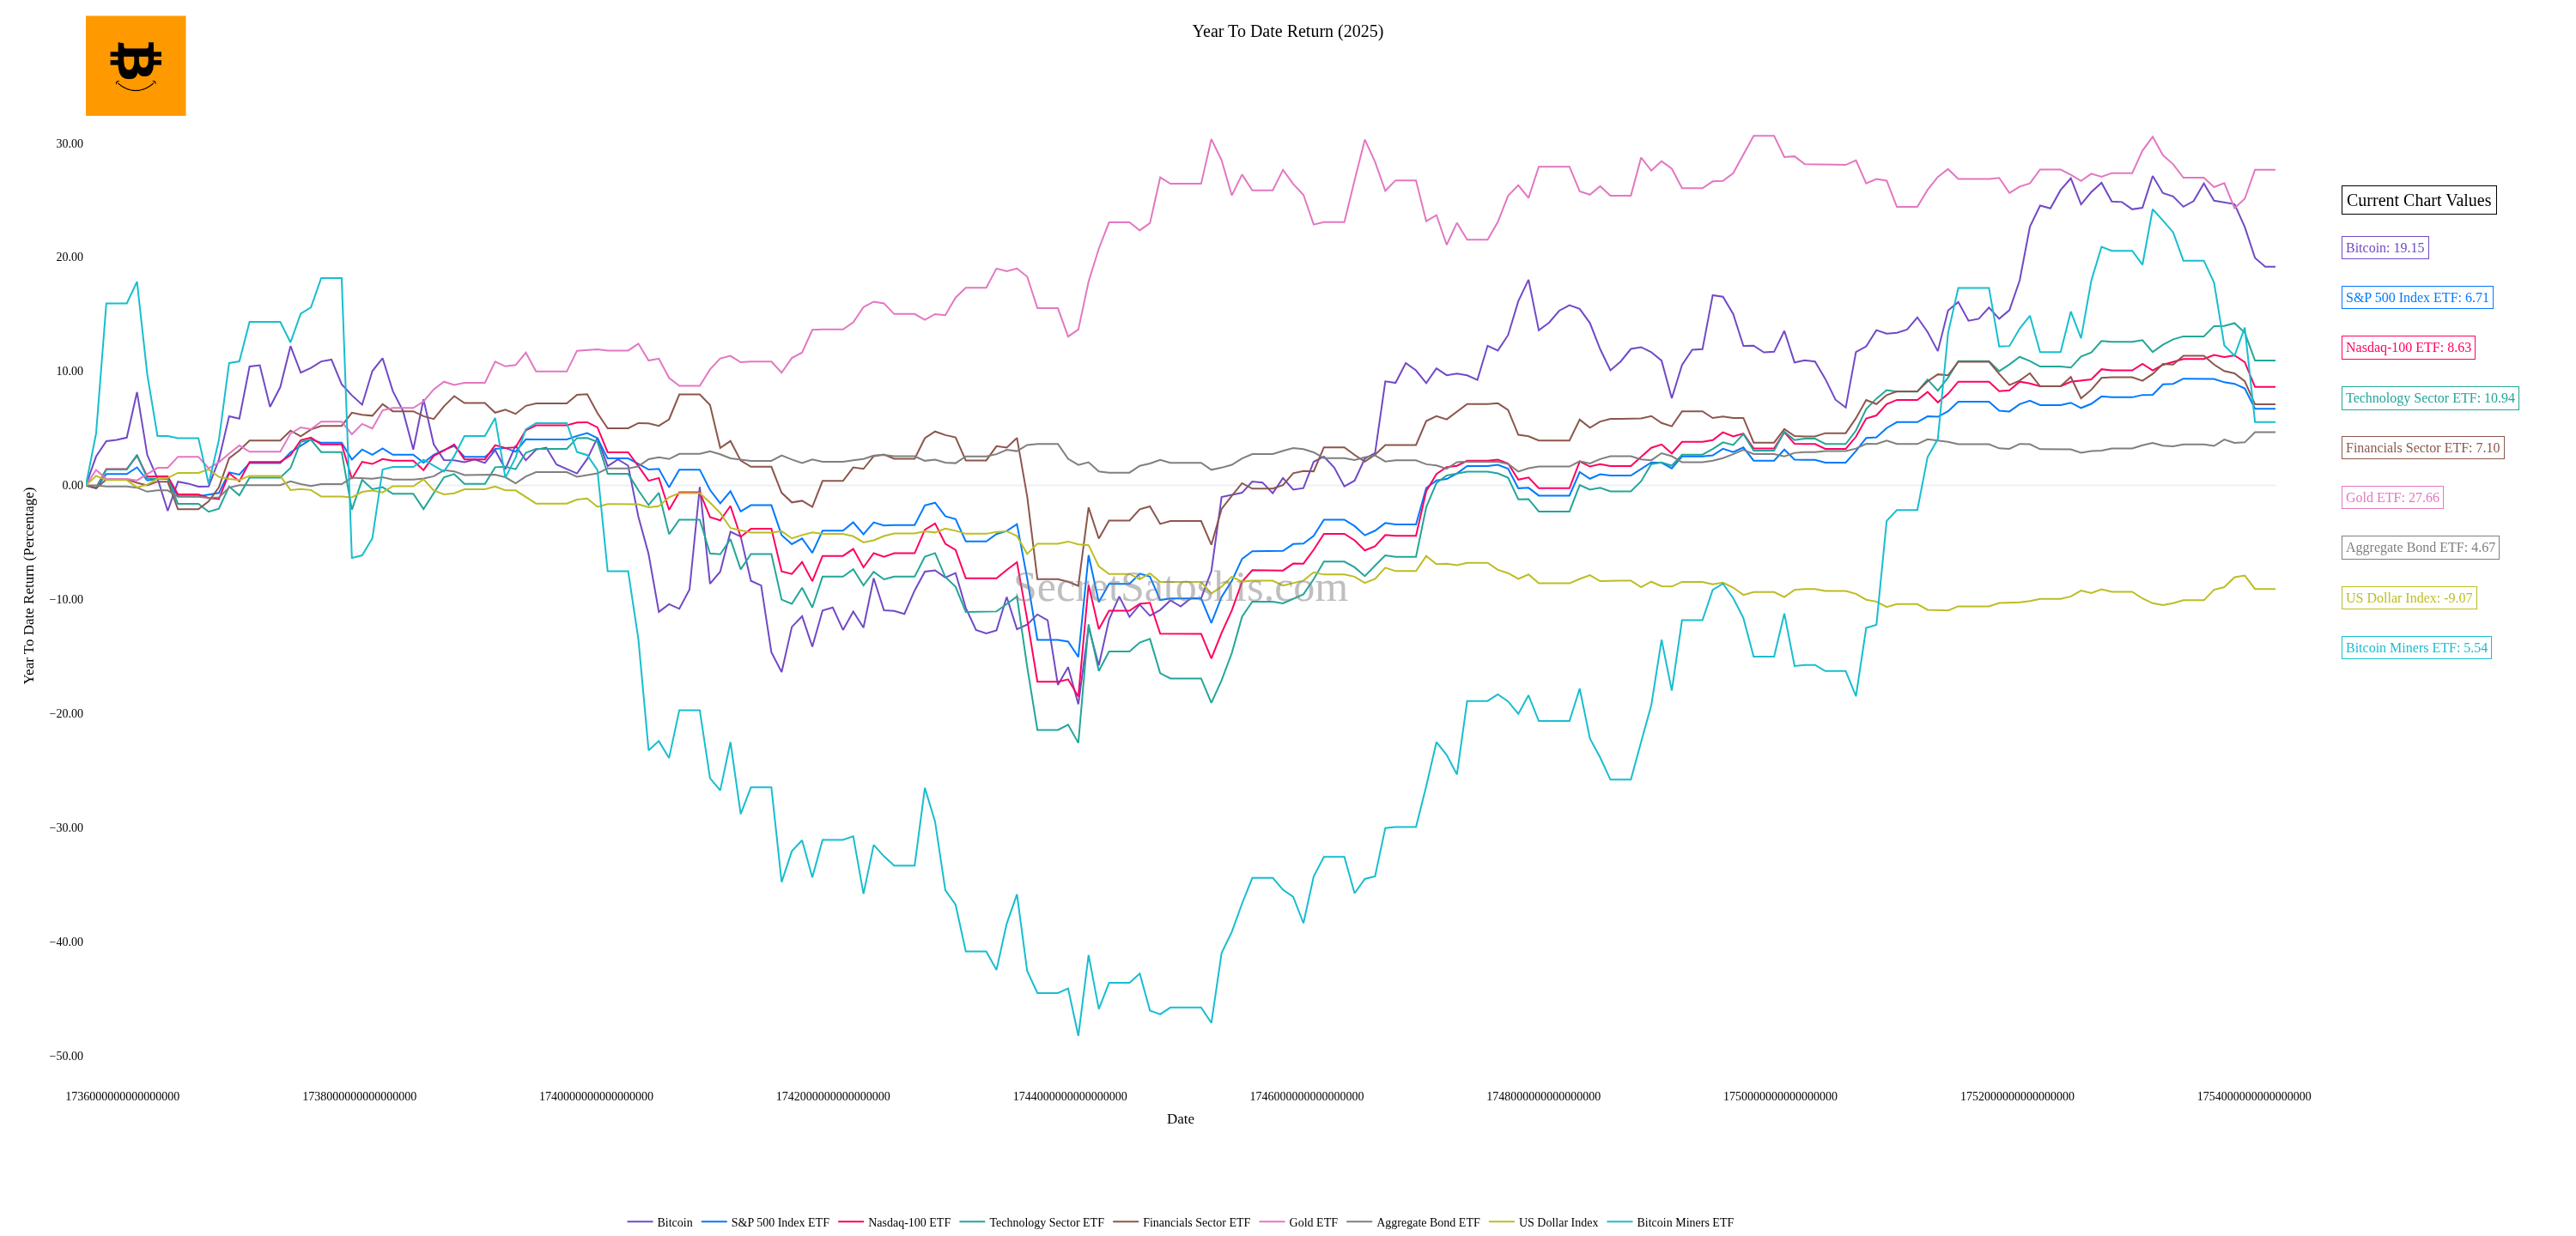 Year To Date Return (2025)
30.00
20.00
10.00
0.00
−10.00
−20.00
−30.00
−40.00
−50.00
Year To Date Return (Percentage)
SecretSatoshis.com
Current Chart Values
Bitcoin: 19.15
S&P 500 Index ETF: 6.71
Nasdaq-100 ETF: 8.63
Technology Sector ETF: 10.94
Financials Sector ETF: 7.10
Gold ETF: 27.66
Aggregate Bond ETF: 4.67
US Dollar Index: -9.07
Bitcoin Miners ETF: 5.54
1736000000000000000 1738000000000000000 1740000000000000000 1742000000000000000 1744000000000000000 1746000000000000000 1748000000000000000 1750000000000000000 1752000000000000000 1754000000000000000
Date
Bitcoin S&P 500 Index ETF Nasdaq-100 ETF Technology Sector ETF Financials Sector ETF Gold ETF Aggregate Bond ETF US Dollar Index Bitcoin Miners ETF